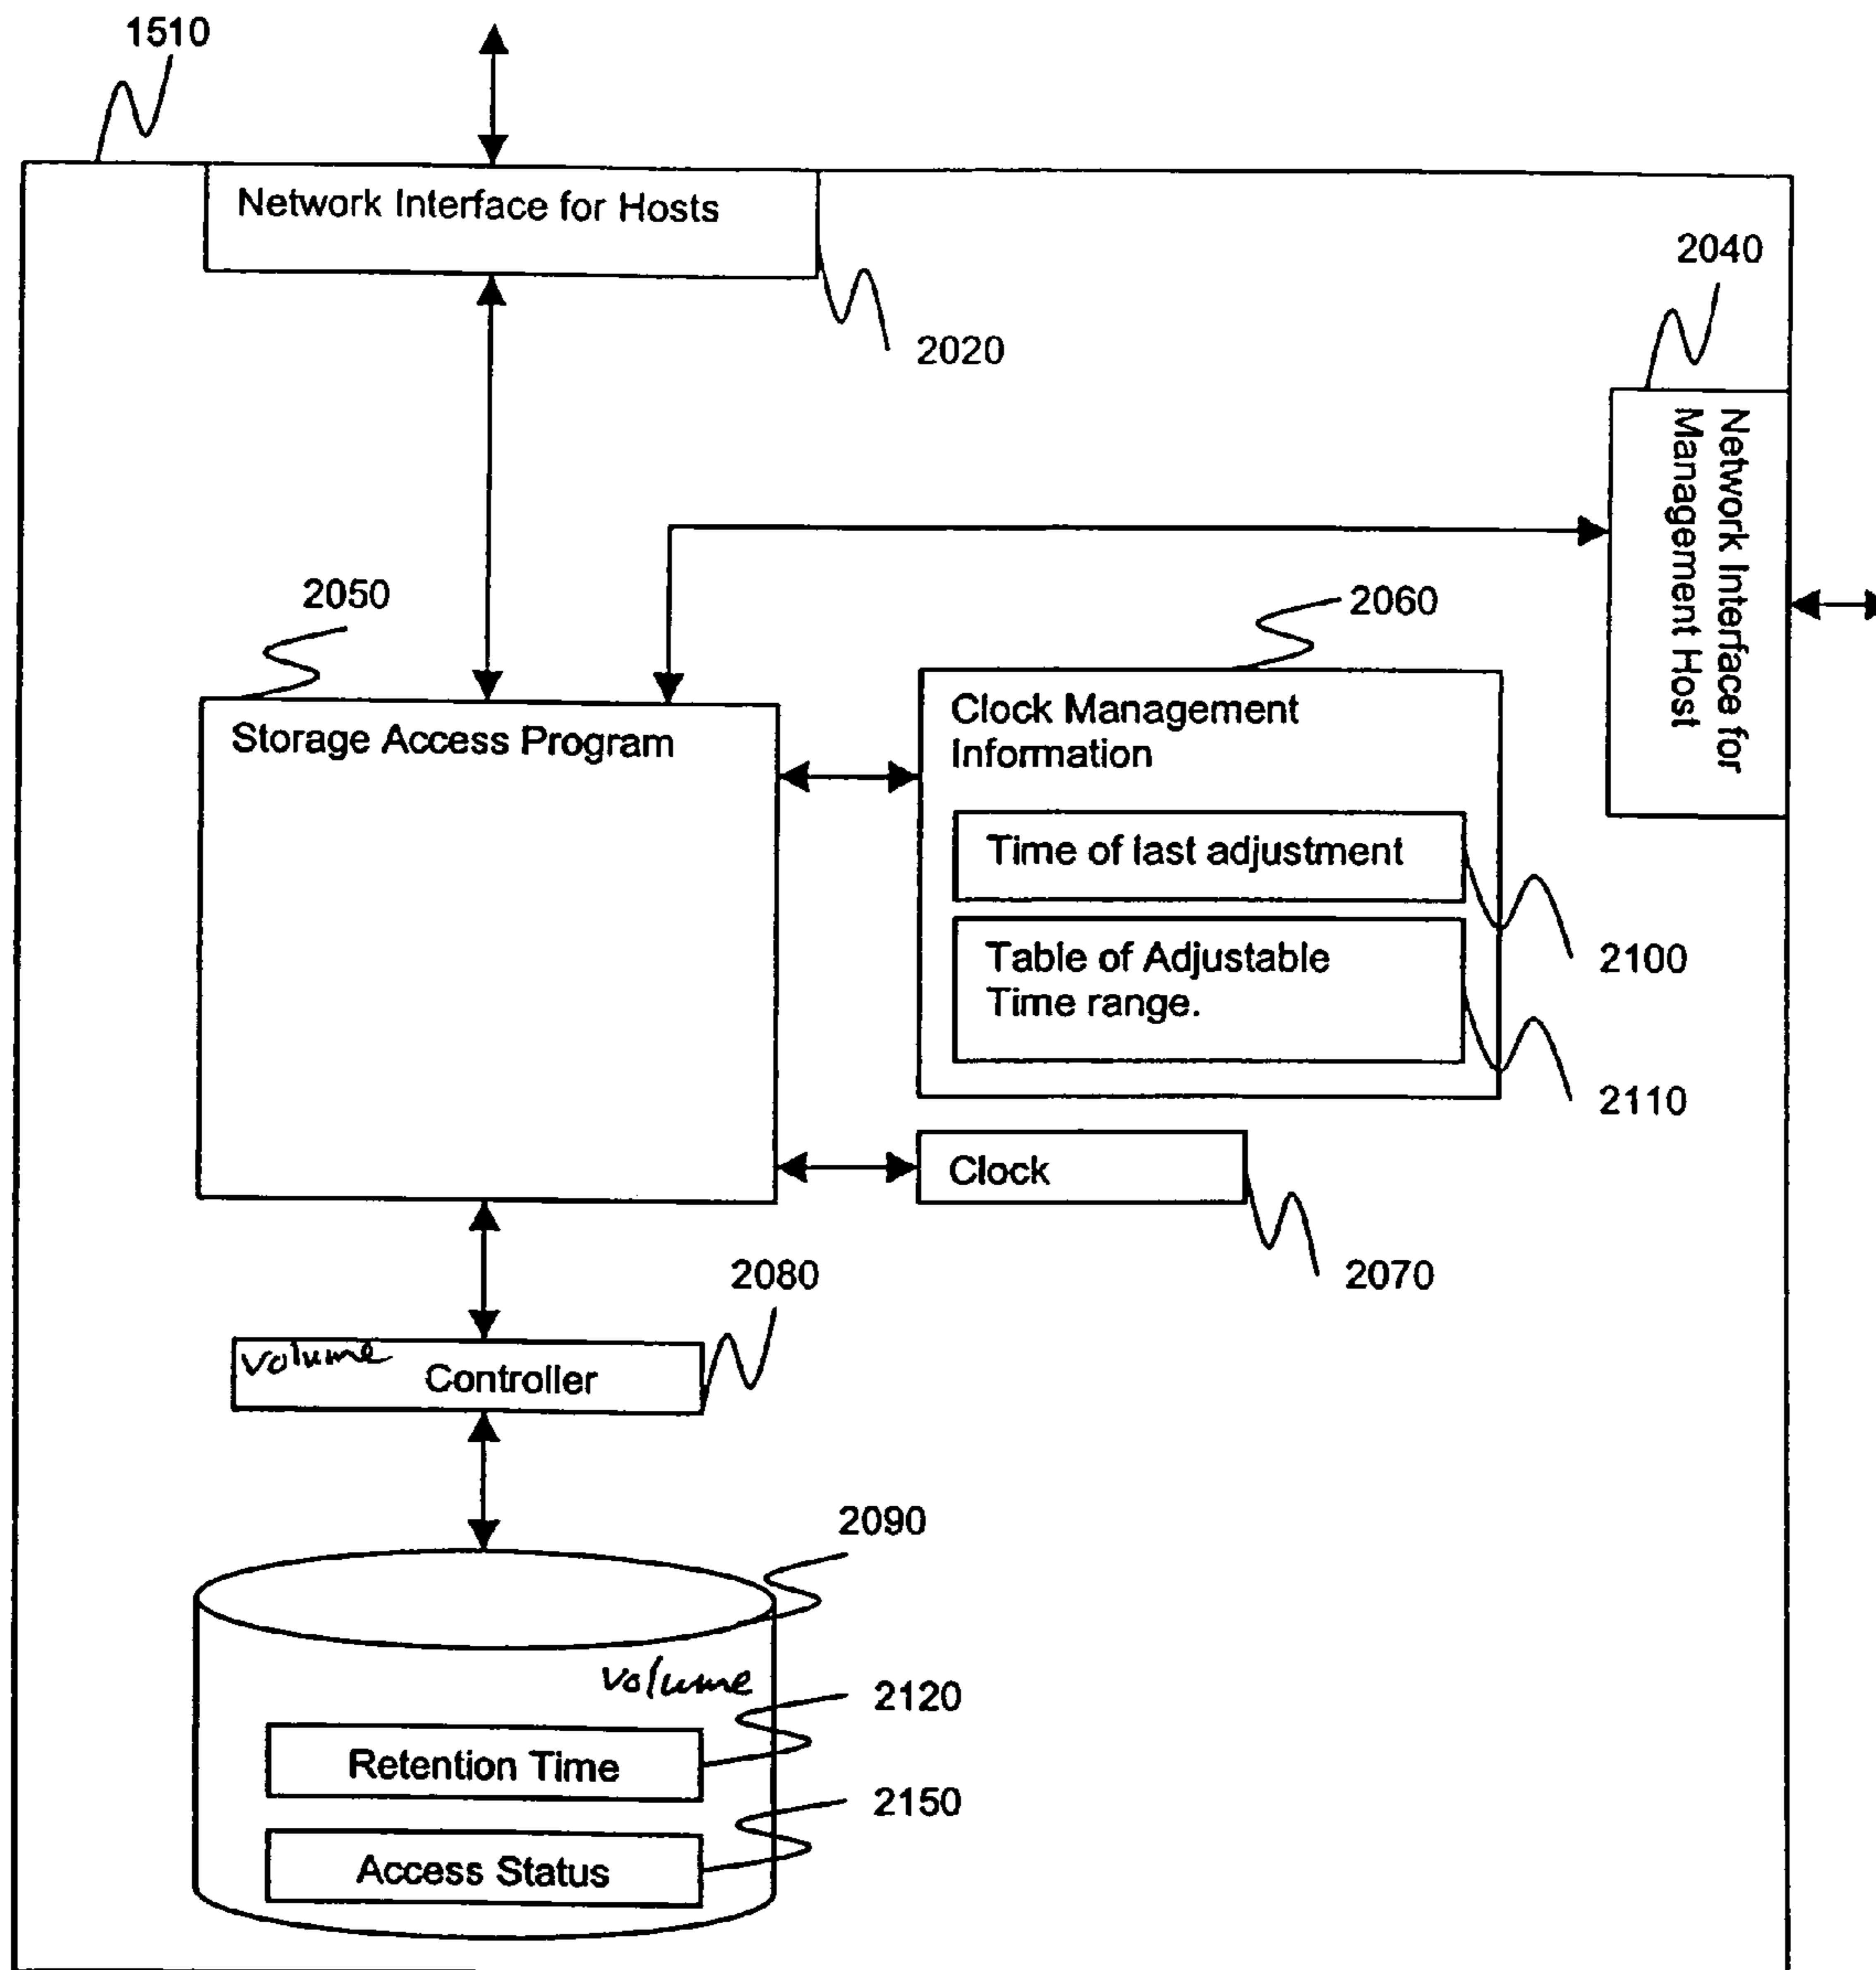 1510
Network Interface for Hosts
2020
2040
Network Interface for
Management Host
2050
2060
Storage Access Program
Clock Management
Information
Time of last adjustment
2100
Table of Adjustable
Time range.
2110
Clock
2070
2080
volume Controller
2090
volume
2120
Retention Time
2150
Access Status